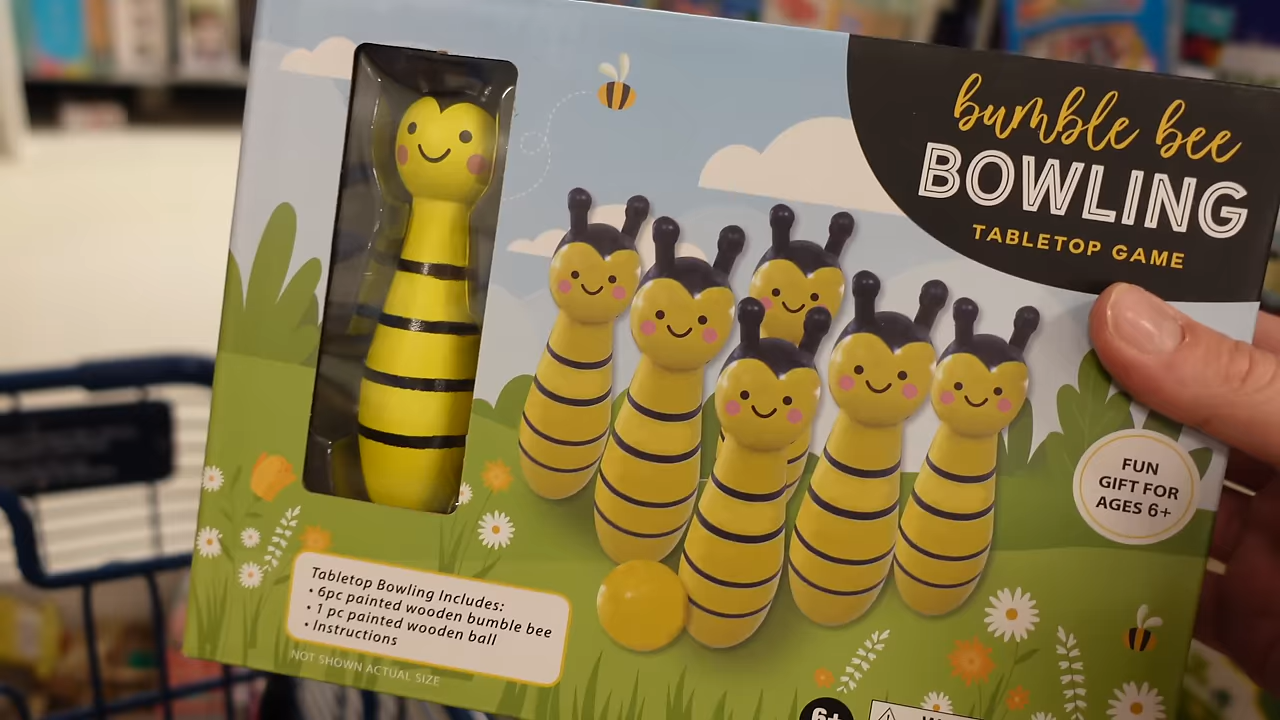 bumble bee
BOWLING
TABLETOP GAME
FUN
GIFT FOR
AGES 6+
Tabletop Bowling Includes:
• 6pc painted wooden bumble bee
• 1 pc painted wooden ball
• Instructions
NOT SHOWN ACTUAL SIZE
6+